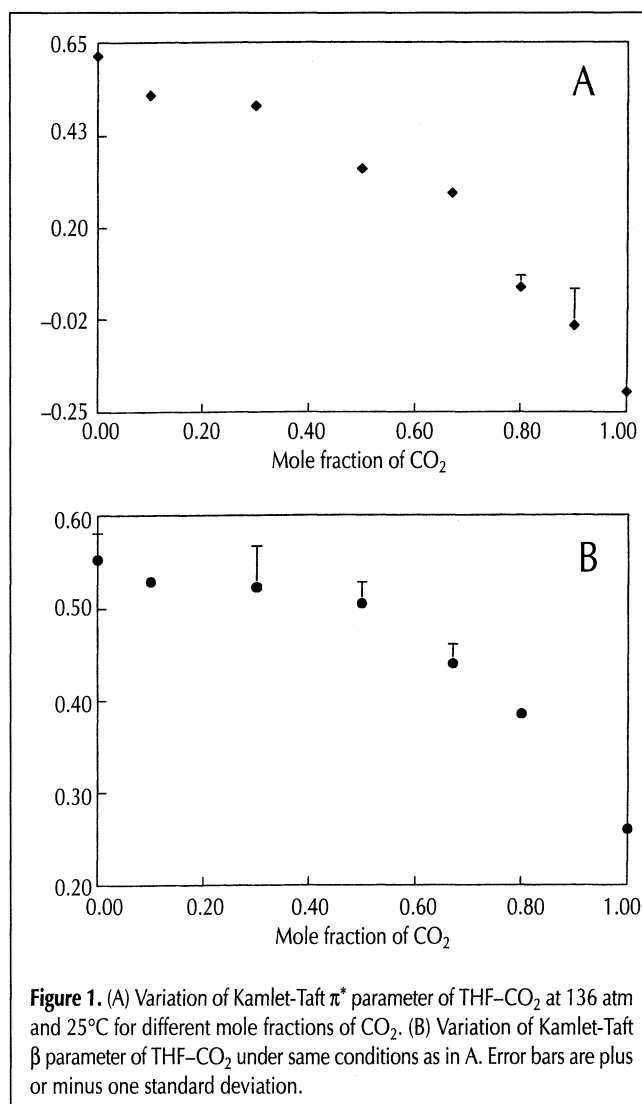 0.65
A
0.43
0.20
−0.02
−0.25
0.00 0.20 0.40 0.60 0.80 1.00
Mole fraction of CO₂
0.60
B
0.50
0.40
0.30
0.20
0.00 0.20 0.40 0.60 0.80 1.00
Mole fraction of CO₂
Figure 1. (A) Variation of Kamlet-Taft π* parameter of THF–CO₂ at 136 atm
and 25°C for different mole fractions of CO₂. (B) Variation of Kamlet-Taft
β parameter of THF–CO₂ under same conditions as in A. Error bars are plus
or minus one standard deviation.